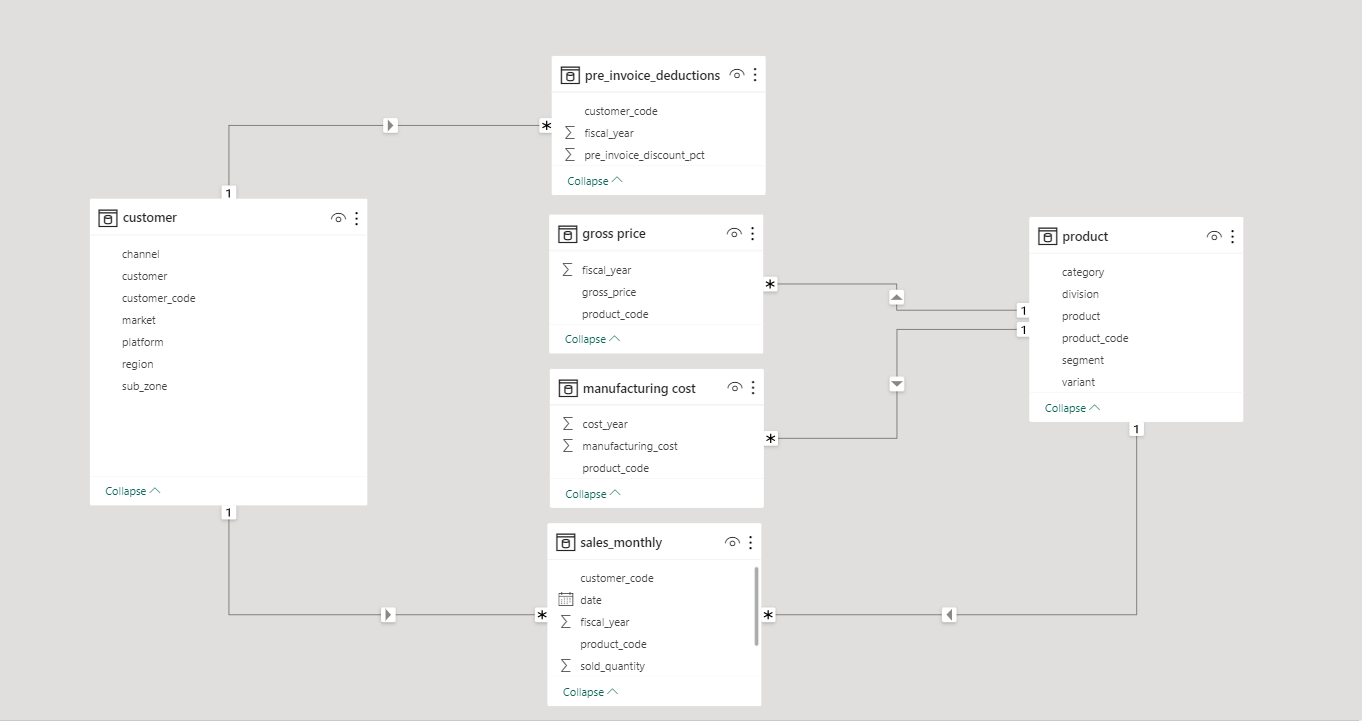 pre_invoice_deductions
customer_code
fiscal_year
pre_invoice_discount_pct
Collapse
*
1
customer
channel
customer
customer_code
market
platform
region
sub_zone
Collapse
1
gross price
fiscal_year
gross_price
product_code
Collapse
*
1
1
product
category
division
product
product_code
segment
variant
Collapse
1
manufacturing cost
cost_year
manufacturing_cost
product_code
Collapse
*
sales_monthly
customer_code
date
fiscal_year
product_code
sold_quantity
Collapse
*
*